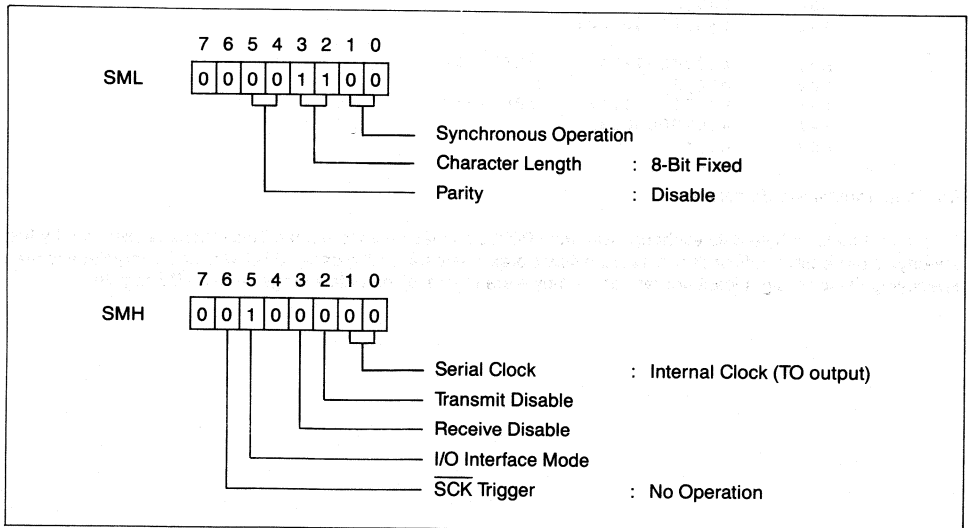 7 6 5 4 3 2 1 0
SML 0 0 0 0 1 1 0 0
Synchronous Operation
Character Length : 8-Bit Fixed
Parity : Disable
7 6 5 4 3 2 1 0
SMH 0 0 1 0 0 0 0 0
Serial Clock : Internal Clock (TO output)
Transmit Disable
Receive Disable
I/O Interface Mode
SCK Trigger : No Operation